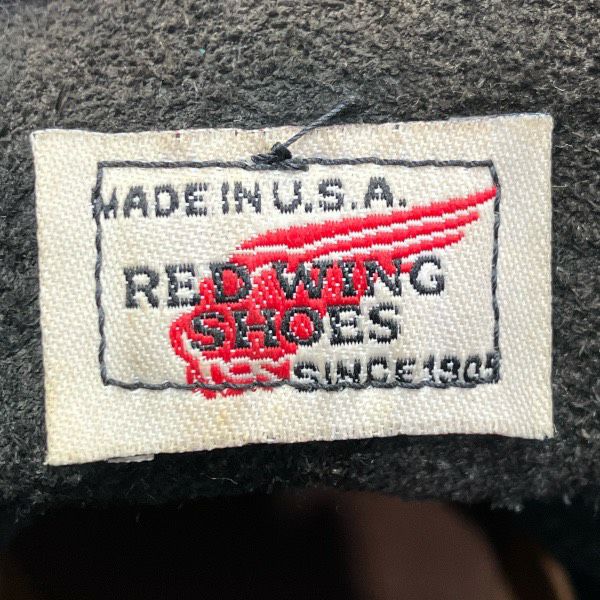 MADE IN U.S.A.
RED WING
SHOES
SINCE 1905